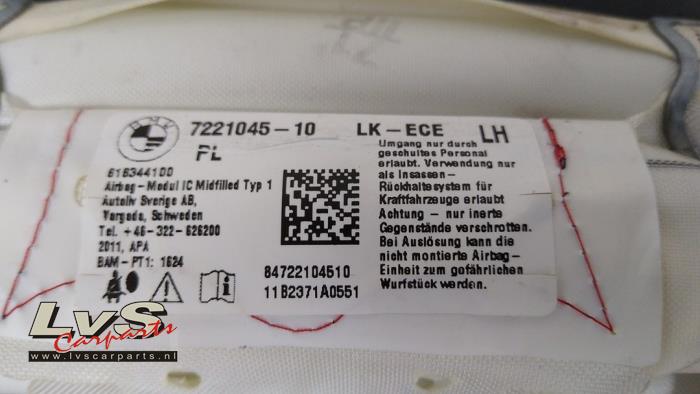 BMW
7221045-10
LK-ECE
LH
PL
616344100
Airbag-Modul IC Midfilled Typ 1
Autoliv Sverige AB,
Vargada, Schweden
Tel. +46-322-626200
2011, APA
BAM-PT1: 1624
84722104510
11B2371A0551
Umgang nur durch
geschultes Personal
erlaubt. Verwendung nur
als Insassen-
Rückhaltesystem für
Kraftfahrzeuge erlaubt
Achtung - nur inerte
Gegenstände verschrotten.
Bei Auslösung kann die
nicht montierte Airbag-
Einheit zum gofährlichen
Wurfstück werden.
LvS
Carparts
www.lvscarparts.nl